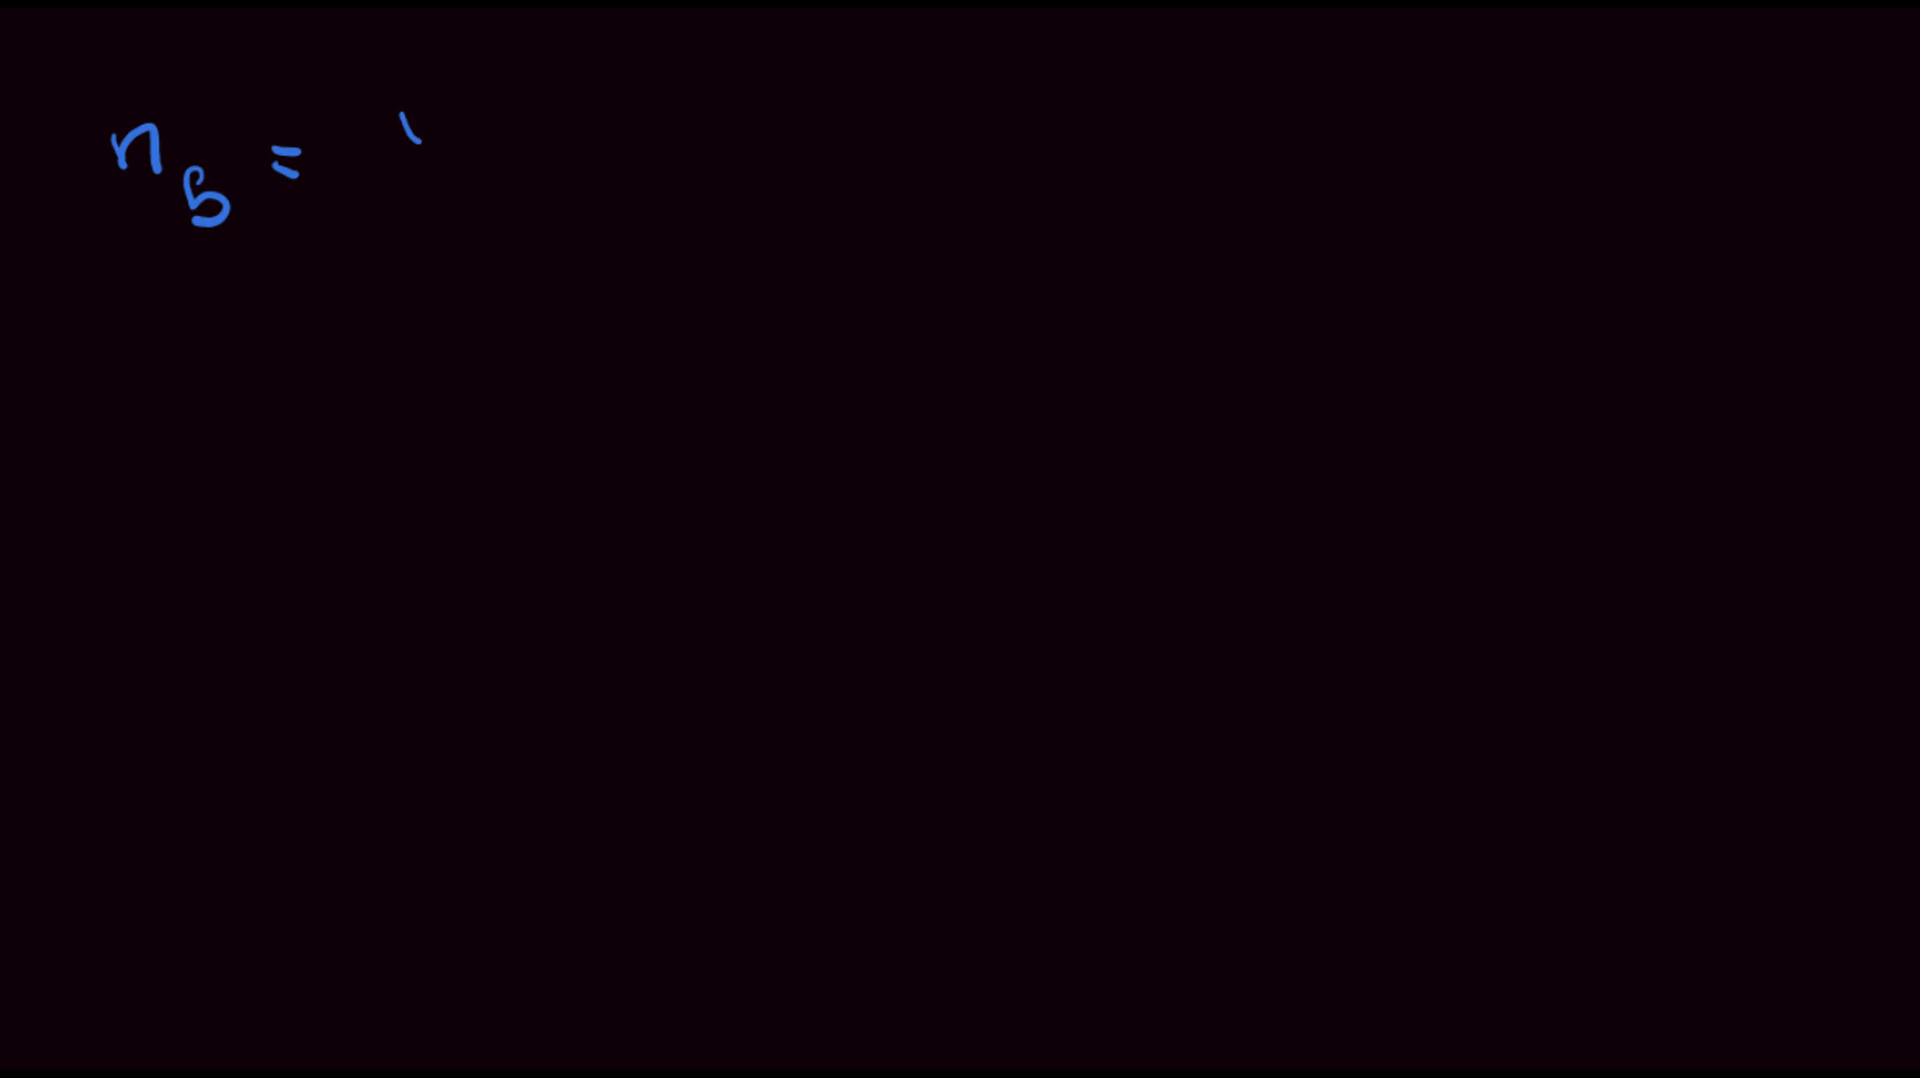 n_B =